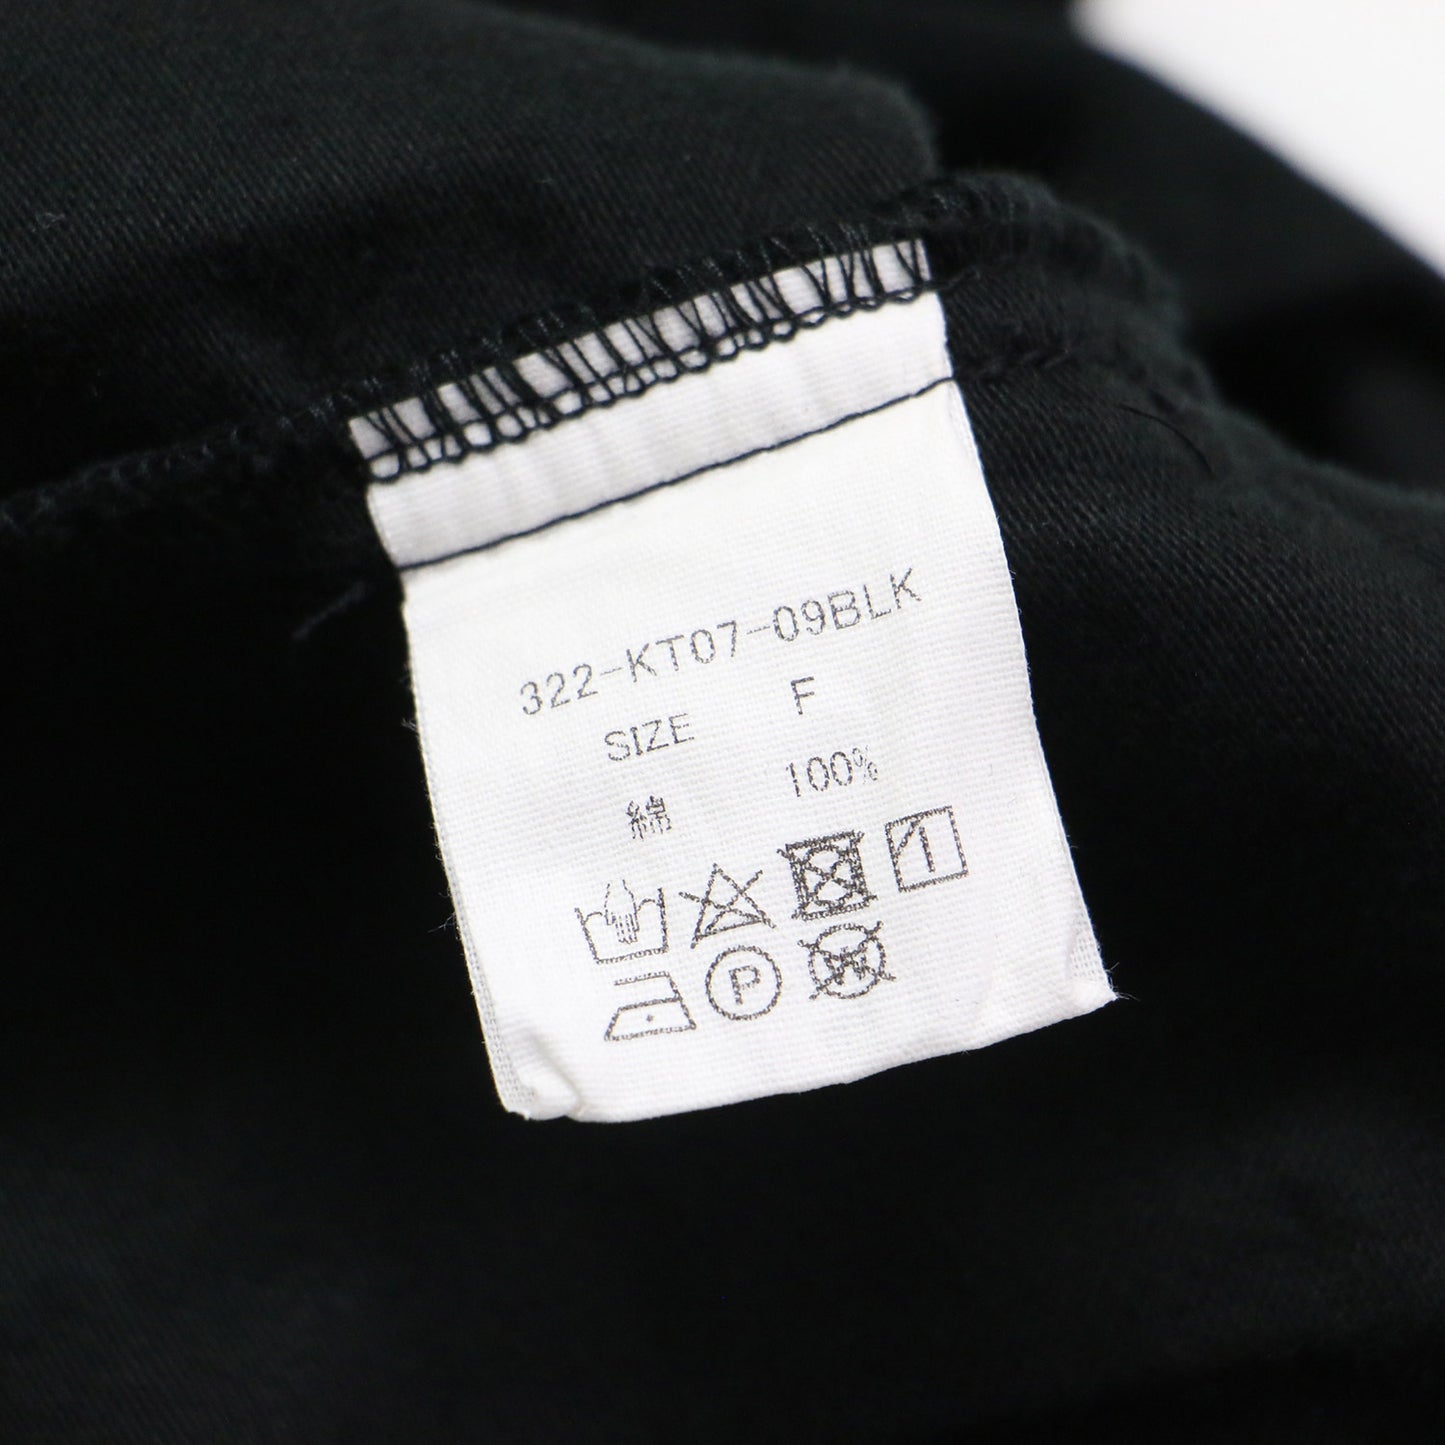 322-KT07-09BLK
SIZE F
綿 100%
P
W